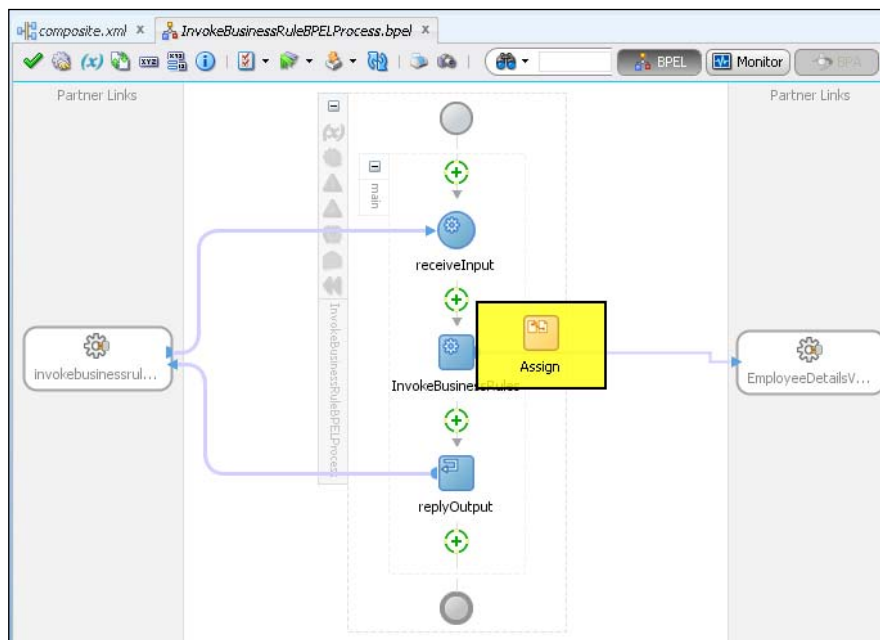 composite.xml
InvokeBusinessRuleBPELProcess.bpel
(x)
XYZ
BPEL
Monitor
BPA
Partner Links
Partner Links
(x)
main
receiveInput
InvokeBusinessRuleBPELProcess
Assign
invokebusinessrul...
EmployeeDetailsV...
InvokeBusinessRules
replyOutput